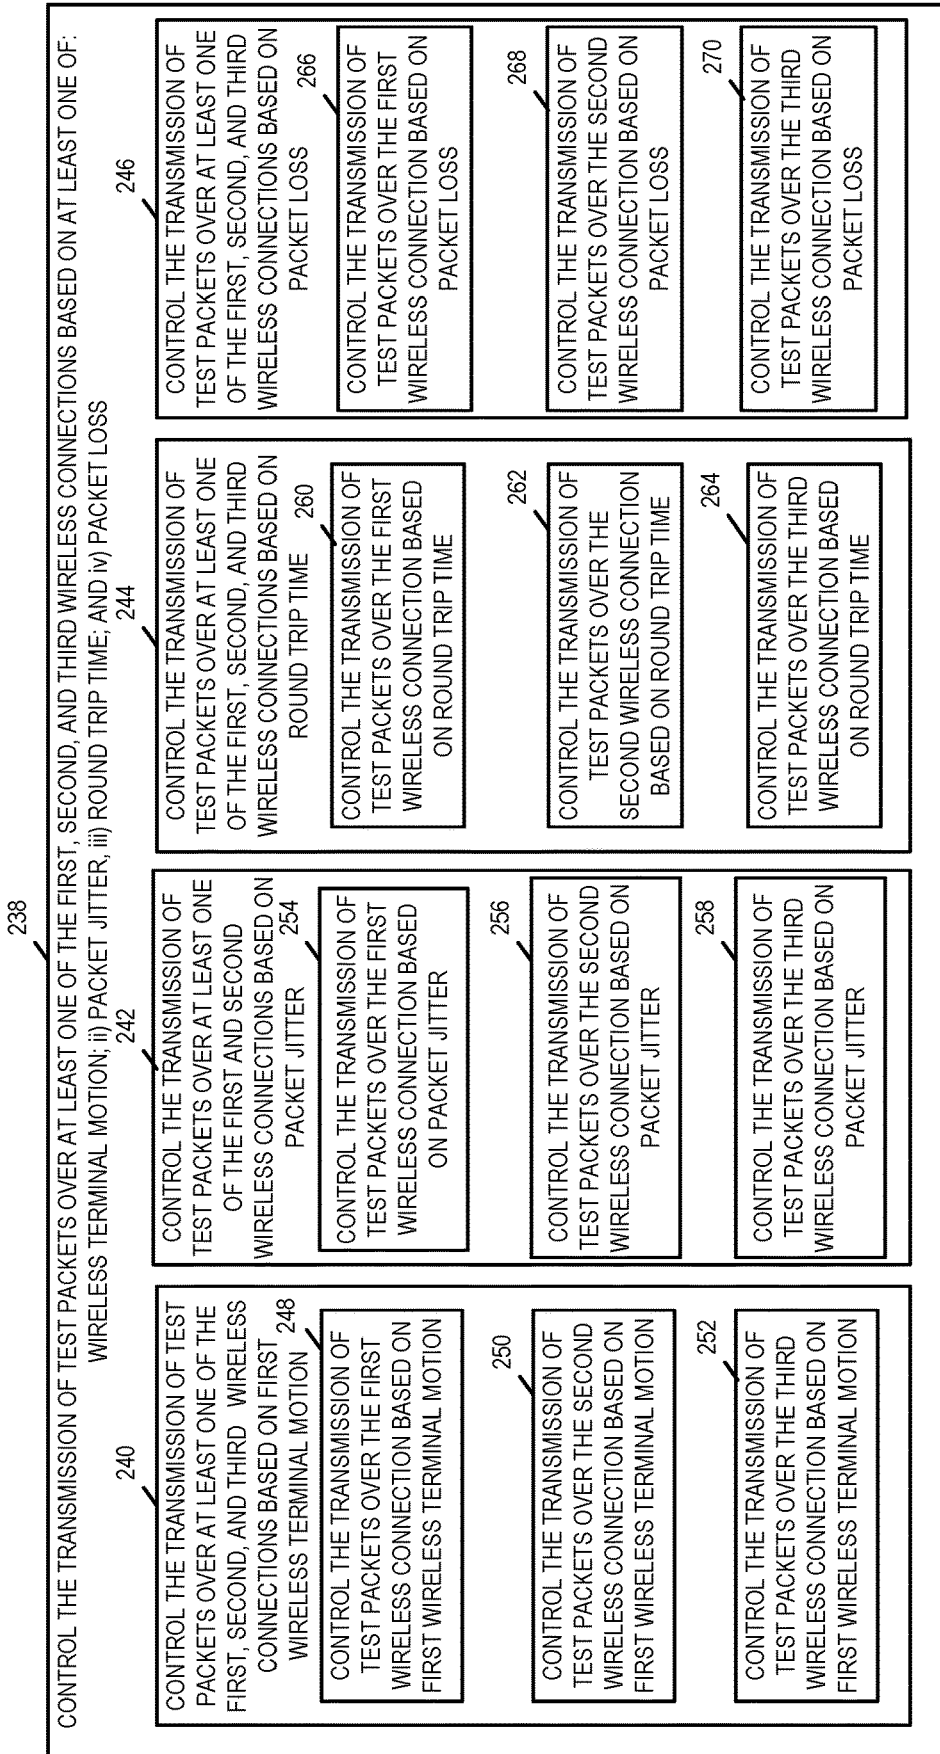 238
CONTROL THE TRANSMISSION OF TEST PACKETS OVER AT LEAST ONE OF THE FIRST, SECOND, AND THIRD WIRELESS CONNECTIONS BASED ON AT LEAST ONE OF:
WIRELESS TERMINAL MOTION; ii) PACKET JITTER, iii) ROUND TRIP TIME; AND iv) PACKET LOSS
240
CONTROL THE TRANSMISSION OF TEST
PACKETS OVER AT LEAST ONE OF THE
FIRST, SECOND, AND THIRD WIRELESS
CONNECTIONS BASED ON FIRST
WIRELESS TERMINAL MOTION
248
CONTROL THE TRANSMISSION OF
TEST PACKETS OVER THE FIRST
WIRELESS CONNECTION BASED ON
FIRST WIRELESS TERMINAL MOTION
250
CONTROL THE TRANSMISSION OF
TEST PACKETS OVER THE SECOND
WIRELESS CONNECTION BASED ON
FIRST WIRELESS TERMINAL MOTION
252
CONTROL THE TRANSMISSION OF
TEST PACKETS OVER THE THIRD
WIRELESS CONNECTION BASED ON
FIRST WIRELESS TERMINAL MOTION
242
CONTROL THE TRANSMISSION OF
TEST PACKETS OVER AT LEAST ONE
OF THE FIRST AND SECOND
WIRELESS CONNECTIONS BASED ON
PACKET JITTER
254
CONTROL THE TRANSMISSION OF
TEST PACKETS OVER THE FIRST
WIRELESS CONNECTION BASED
ON PACKET JITTER
256
CONTROL THE TRANSMISSION OF
TEST PACKETS OVER THE SECOND
WIRELESS CONNECTION BASED ON
PACKET JITTER
258
CONTROL THE TRANSMISSION OF
TEST PACKETS OVER THE THIRD
WIRELESS CONNECTION BASED ON
PACKET JITTER
244
CONTROL THE TRANSMISSION OF
TEST PACKETS OVER AT LEAST ONE
OF THE FIRST, SECOND, AND THIRD
WIRELESS CONNECTIONS BASED ON
ROUND TRIP TIME
260
CONTROL THE TRANSMISSION OF
TEST PACKETS OVER THE FIRST
WIRELESS CONNECTION BASED
ON ROUND TRIP TIME
262
CONTROL THE TRANSMISSION OF
TEST PACKETS OVER THE
SECOND WIRELESS CONNECTION
BASED ON ROUND TRIP TIME
264
CONTROL THE TRANSMISSION OF
TEST PACKETS OVER THE THIRD
WIRELESS CONNECTION BASED
ON ROUND TRIP TIME
246
CONTROL THE TRANSMISSION OF
TEST PACKETS OVER AT LEAST ONE
OF THE FIRST, SECOND, AND THIRD
WIRELESS CONNECTIONS BASED ON
PACKET LOSS
266
CONTROL THE TRANSMISSION OF
TEST PACKETS OVER THE FIRST
WIRELESS CONNECTION BASED ON
PACKET LOSS
268
CONTROL THE TRANSMISSION OF
TEST PACKETS OVER THE SECOND
WIRELESS CONNECTION BASED ON
PACKET LOSS
270
CONTROL THE TRANSMISSION OF
TEST PACKETS OVER THE THIRD
WIRELESS CONNECTION BASED ON
PACKET LOSS